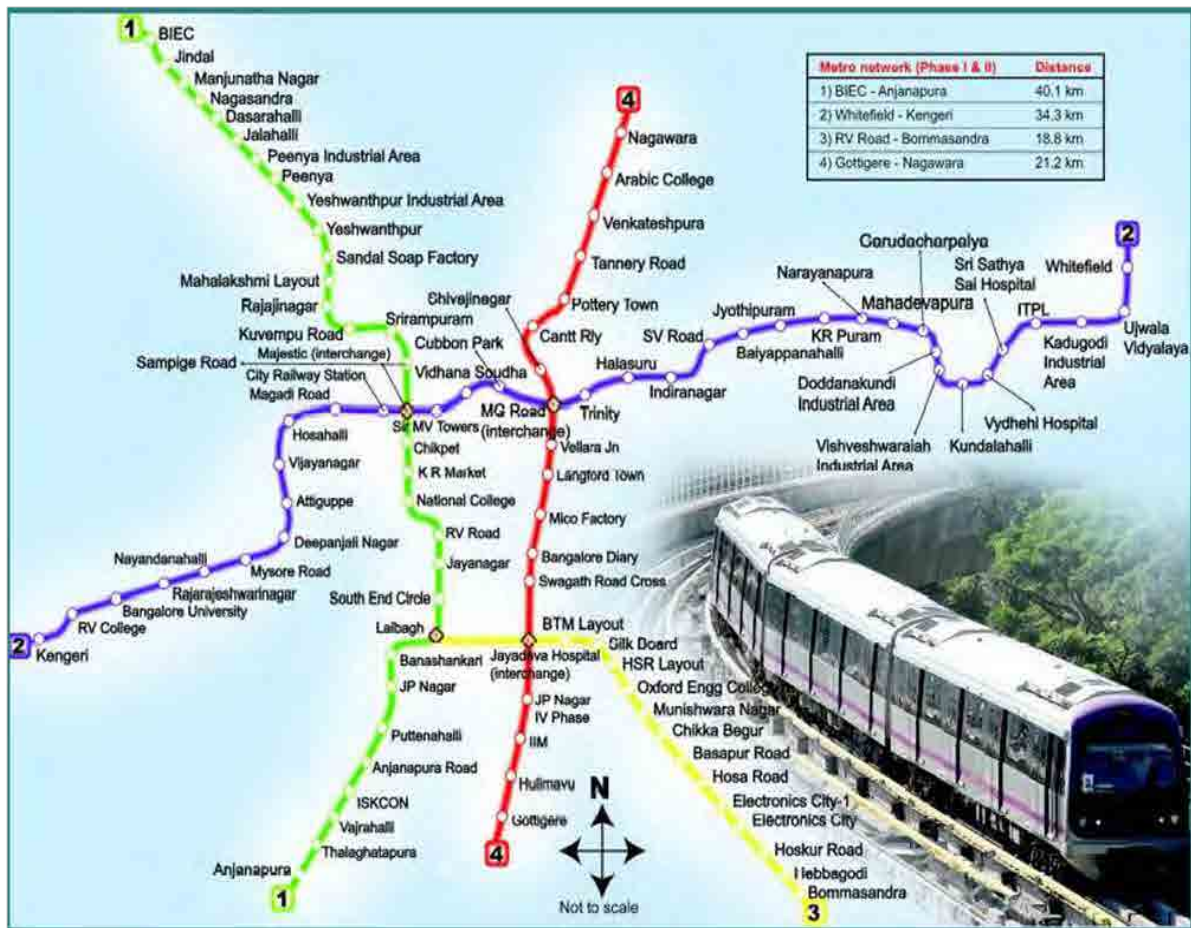 1
BIEC
Jindal
Manjunatha Nagar
Nagasandra
Dasarahalli
Jalahalli
Peenya Industrial Area
Peenya
Yeshwanthpur Industrial Area
Yeshwanthpur
Sandal Soap Factory
Mahalakshmi Layout
Rajajinagar
Kuvempu Road
Srirampuram
Sampige Road
Majestic (interchange)
City Railway Station
Magadi Road
Hosahalli
Vijayanagar
Attiguppe
Deepanjali Nagar
Nayandanahalli
Mysore Road
Rajarajeshwarinagar
Bangalore University
RV College
2
Kengeri
Metro network (Phase I & II) Distance
1) BIEC - Anjanapura 40.1 km
2) Whitefield - Kengeri 34.3 km
3) RV Road - Bommasandra 18.8 km
4) Gottigere - Nagawara 21.2 km
4
Nagawara
Arabic College
Venkateshpura
Tannery Road
Pottery Town
Shivajinagar
Cantt Rly
Cubbon Park
Vidhana Soudha
Sir MV Towers
MG Road
(interchange)
Trinity
Halasuru
Indiranagar
SV Road
Baiyappanahalli
Jyothipuram
KR Puram
Narayanapura
Mahadevapura
Garudacharpalya
Doddanakundi
Industrial Area
Vishveshwaraiah
Industrial Area
Kundalahalli
Vydhehi Hospital
Sri Sathya
Sai Hospital
ITPL
Kadugodi
Industrial
Area
Ujwala
Vidyalaya
Whitefield
2
Chikpet
K R Market
National College
RV Road
Jayanagar
South End Circle
Lalbagh
Banashankari
JP Nagar
Puttenahalli
Anjanapura Road
ISKCON
Vajrahalli
Thalaghatapura
Anjanapura
1
Vellara Jn
Langford Town
Mico Factory
Bangalore Diary
Swagath Road Cross
Jayadeva Hospital
(interchange)
JP Nagar
IV Phase
IIM
Hulimavu
Gottigere
4
BTM Layout
Silk Board
HSR Layout
Oxford Engg College
Munishwara Nagar
Chikka Begur
Basapur Road
Hosa Road
Electronics City-1
Electronics City
Hoskur Road
Hebbagodi
Bommasandra
3
N
Not to scale